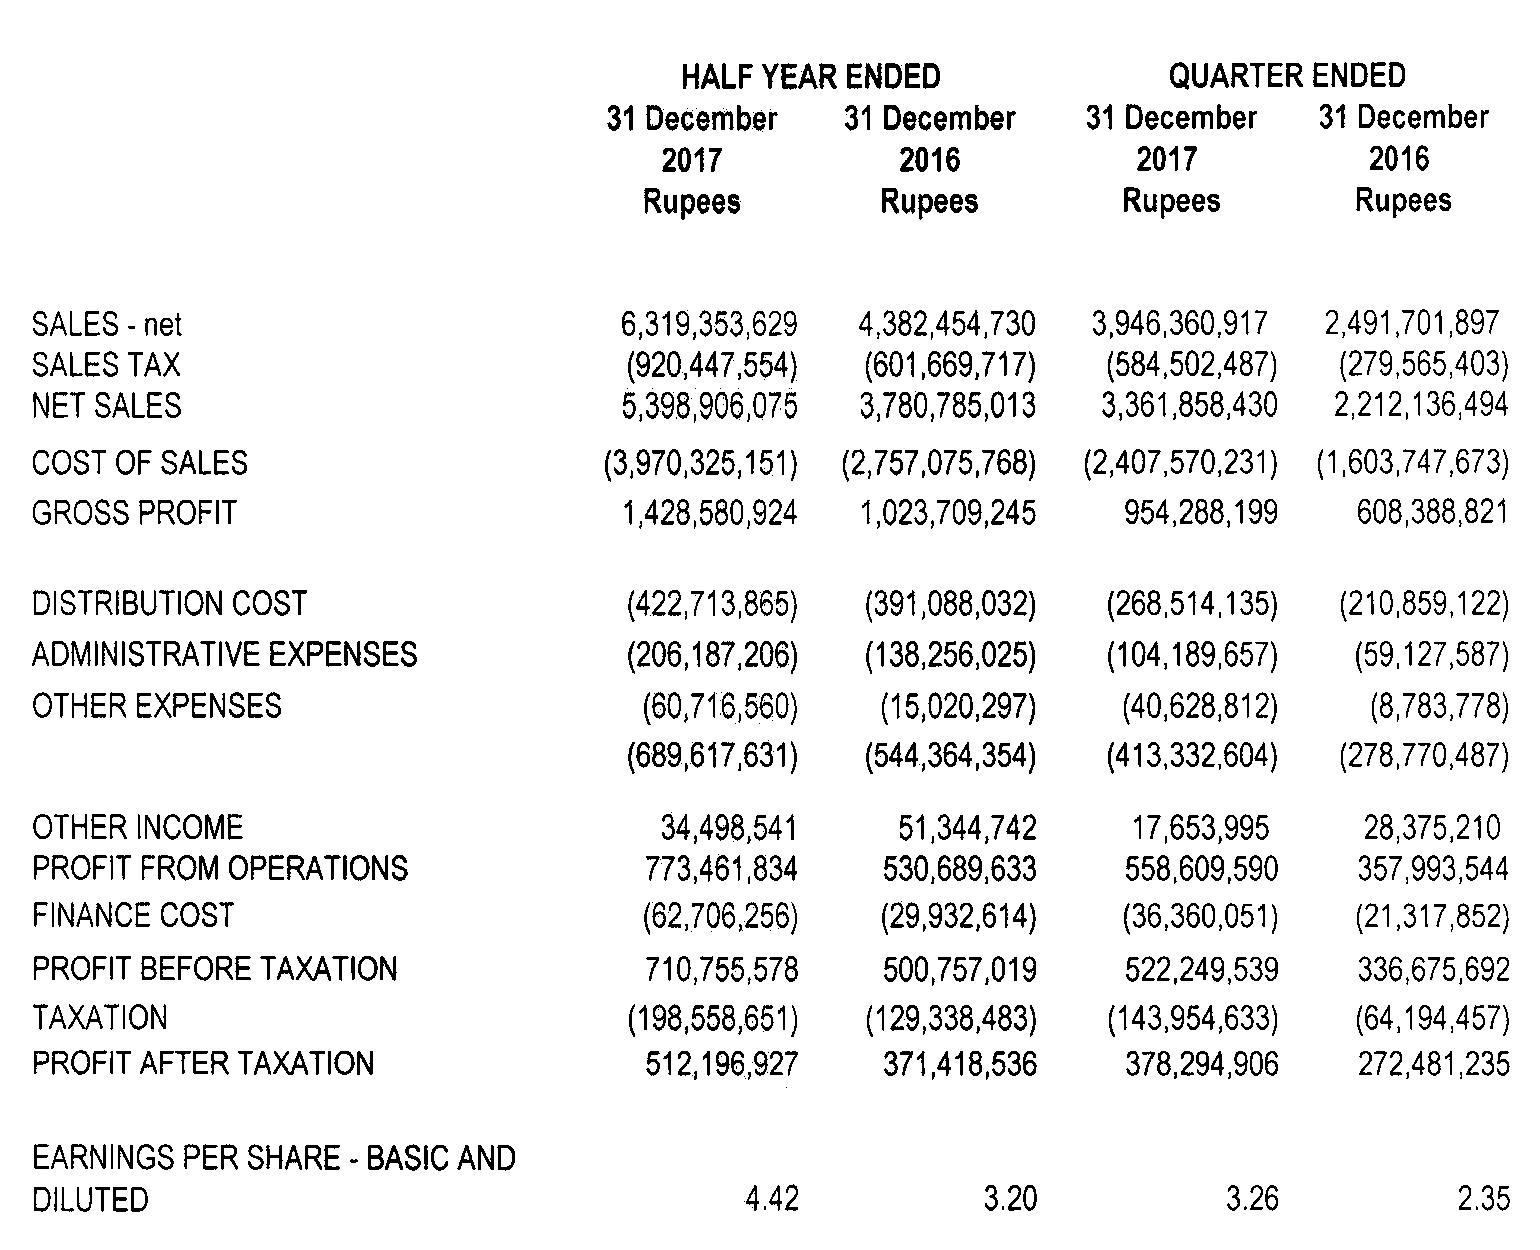 HALF YEAR ENDED QUARTER ENDED
31 December 31 December 31 December 31 December
2017 2016 2017 2016
Rupees Rupees Rupees Rupees
SALES - net 6,319,353,629 4,382,454,730 3,946,360,917 2,491,701,897
SALES TAX (920,447,554) (601,669,717) (584,502,487) (279,565,403)
NET SALES 5,398,906,075 3,780,785,013 3,361,858,430 2,212,136,494
COST OF SALES (3,970,325,151) (2,757,075,768) (2,407,570,231) (1,603,747,673)
GROSS PROFIT 1,428,580,924 1,023,709,245 954,288,199 608,388,821
DISTRIBUTION COST (422,713,865) (391,088,032) (268,514,135) (210,859,122)
ADMINISTRATIVE EXPENSES (206,187,206) (138,256,025) (104,189,657) (59,127,587)
OTHER EXPENSES (60,716,560) (15,020,297) (40,628,812) (8,783,778)
(689,617,631) (544,364,354) (413,332,604) (278,770,487)
OTHER INCOME 34,498,541 51,344,742 17,653,995 28,375,210
PROFIT FROM OPERATIONS 773,461,834 530,689,633 558,609,590 357,993,544
FINANCE COST (62,706,256) (29,932,614) (36,360,051) (21,317,852)
PROFIT BEFORE TAXATION 710,755,578 500,757,019 522,249,539 336,675,692
TAXATION (198,558,651) (129,338,483) (143,954,633) (64,194,457)
PROFIT AFTER TAXATION 512,196,927 371,418,536 378,294,906 272,481,235
EARNINGS PER SHARE - BASIC AND
DILUTED 4.42 3.20 3.26 2.35